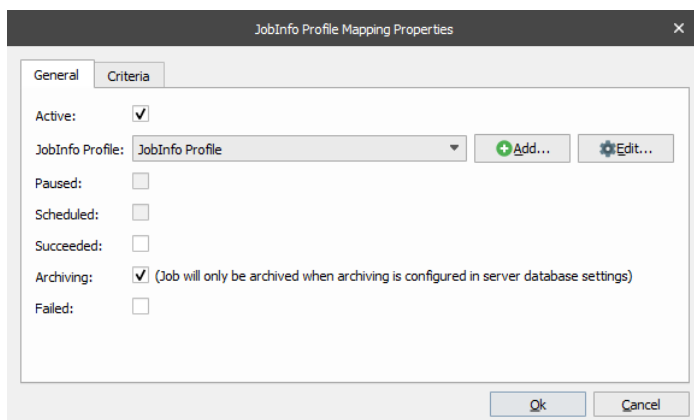 JobInfo Profile Mapping Properties
General
Criteria
Active:
JobInfo Profile: JobInfo Profile Add... Edit...
Paused:
Scheduled:
Succeeded:
Archiving: (Job will only be archived when archiving is configured in server database settings)
Failed:
Ok Cancel